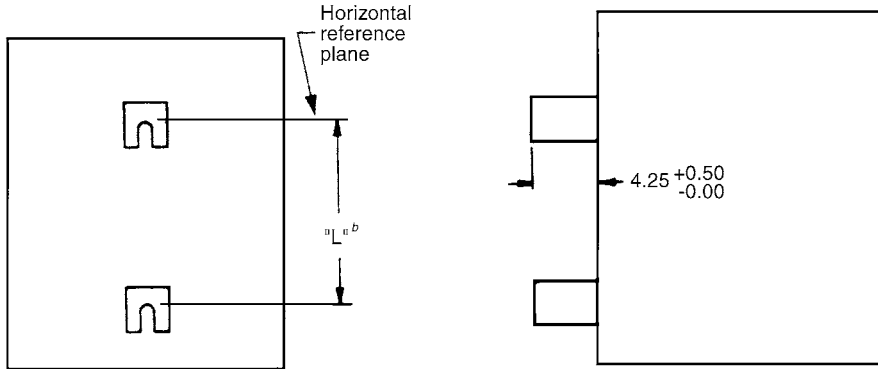 Horizontal
reference
plane
"L" b
4.25 +0.50
-0.00